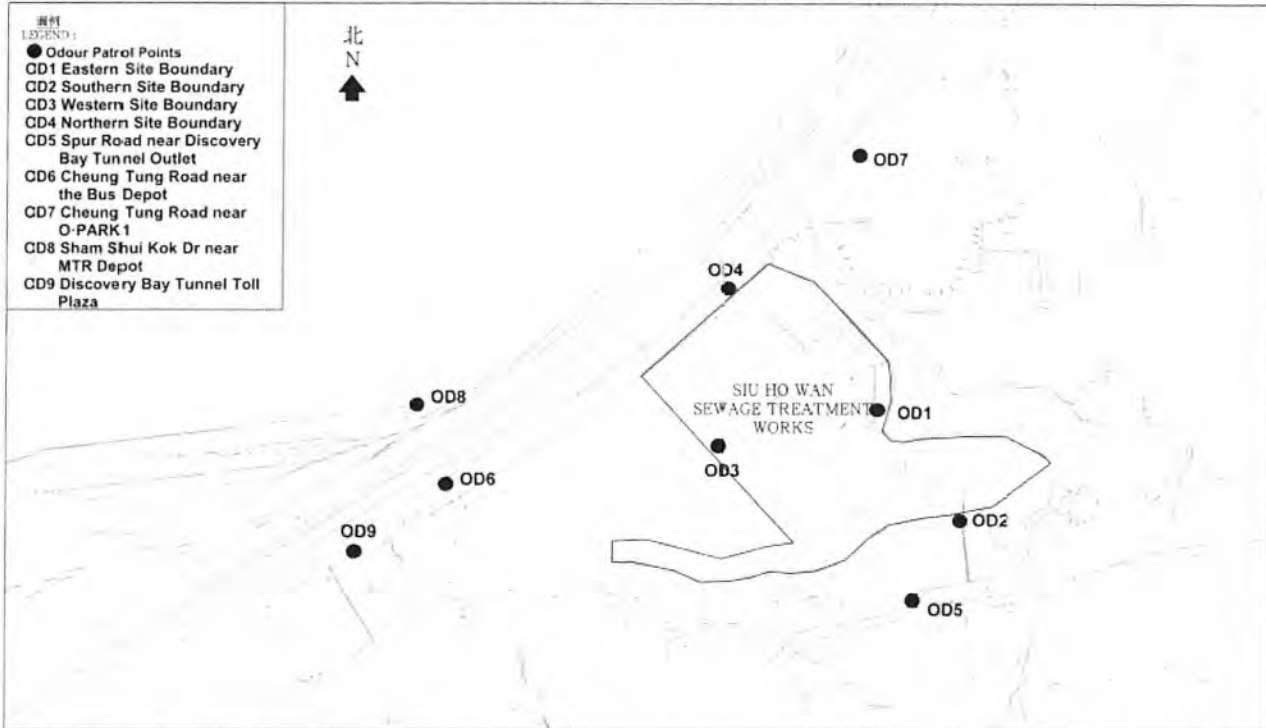 圖例
LEGEND :
Odour Patrol Points
OD1 Eastern Site Boundary
OD2 Southern Site Boundary
OD3 Western Site Boundary
OD4 Northern Site Boundary
OD5 Spur Road near Discovery
Bay Tunnel Outlet
OD6 Cheung Tung Road near
the Bus Depot
OD7 Cheung Tung Road near
O-PARK1
OD8 Sham Shui Kok Dr near
MTR Depot
OD9 Discovery Bay Tunnel Toll
Plaza
北
N
OD7
OD4
OD8
SIU HO WAN
SEWAGE TREATMENT
WORKS
OD1
OD3
OD6
OD2
OD9
OD5